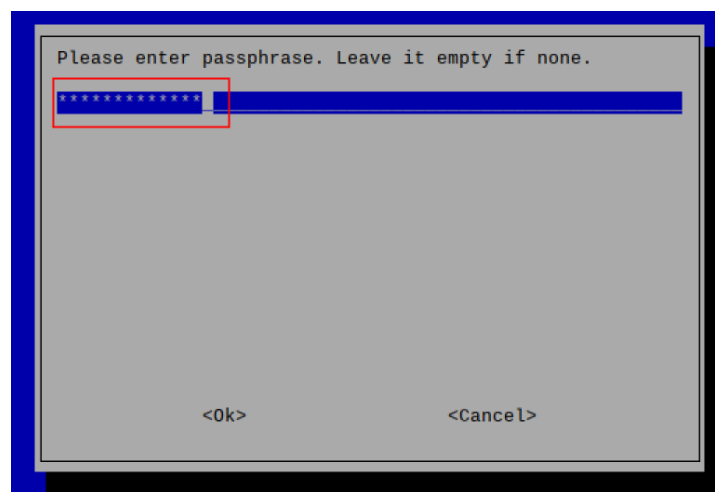 Please enter passphrase. Leave it empty if none.
*************
<Ok> <Cancel>